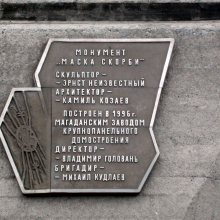 МОНУМЕНТ
„МАСКА СКОРБИ"
СКУЛЬПТОР –
– ЭРНСТ НЕИЗВЕСТНЫЙ
АРХИТЕКТОР –
– КАМИЛЬ КОЗАЕВ
ПОСТРОЕН В 1996 г.
МАГАДАНСКИМ ЗАВОДОМ
КРУПНОПАНЕЛЬНОГО
ДОМОСТРОЕНИЯ
ДИРЕКТОР –
– ВЛАДИМИР ГОЛОВАНЬ
БРИГАДИР –
– МИХАИЛ КУДЛАЕВ